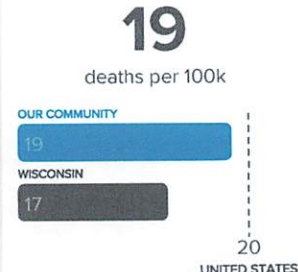 19
deaths per 100k
OUR COMMUNITY
19
WISCONSIN
17
20
UNITED STATES